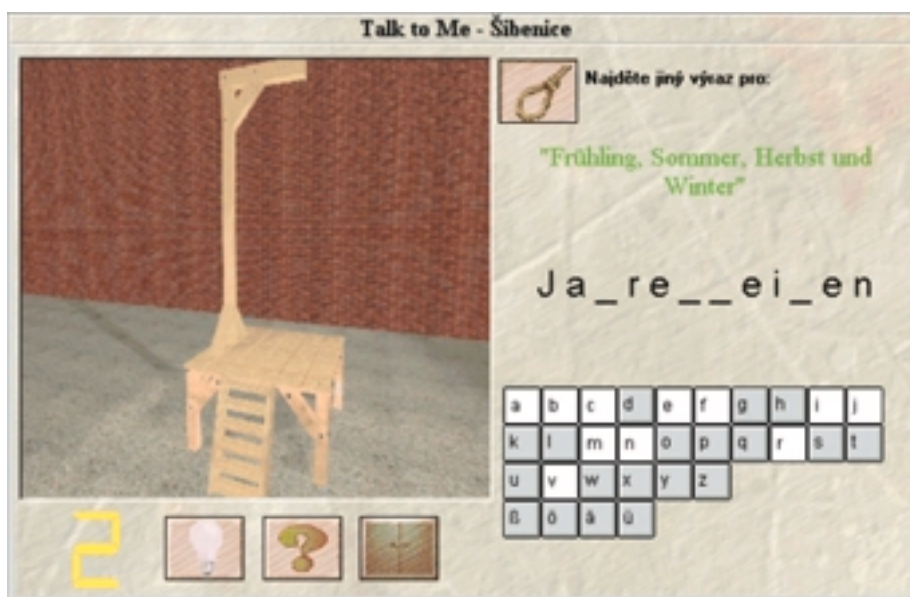 Talk to Me - Šibenice
Najděte jiný výraz pro:
"Frühling, Sommer, Herbst und
Winter"
Ja_re__ei_en
a b c d e f g h i j
k l m n o p q r s t
u v w x y z
ß ö ä ü
2